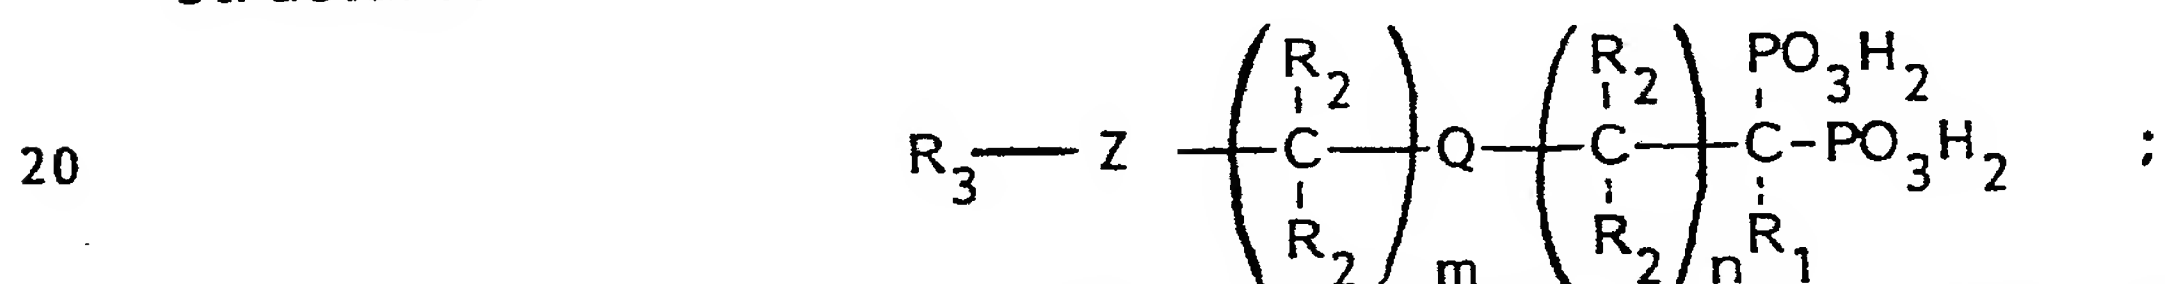 R2 R2 PO3H2
20 R3—Z—(C)Q—(C)—C—PO3H2 ;
R2 m R2 n R1